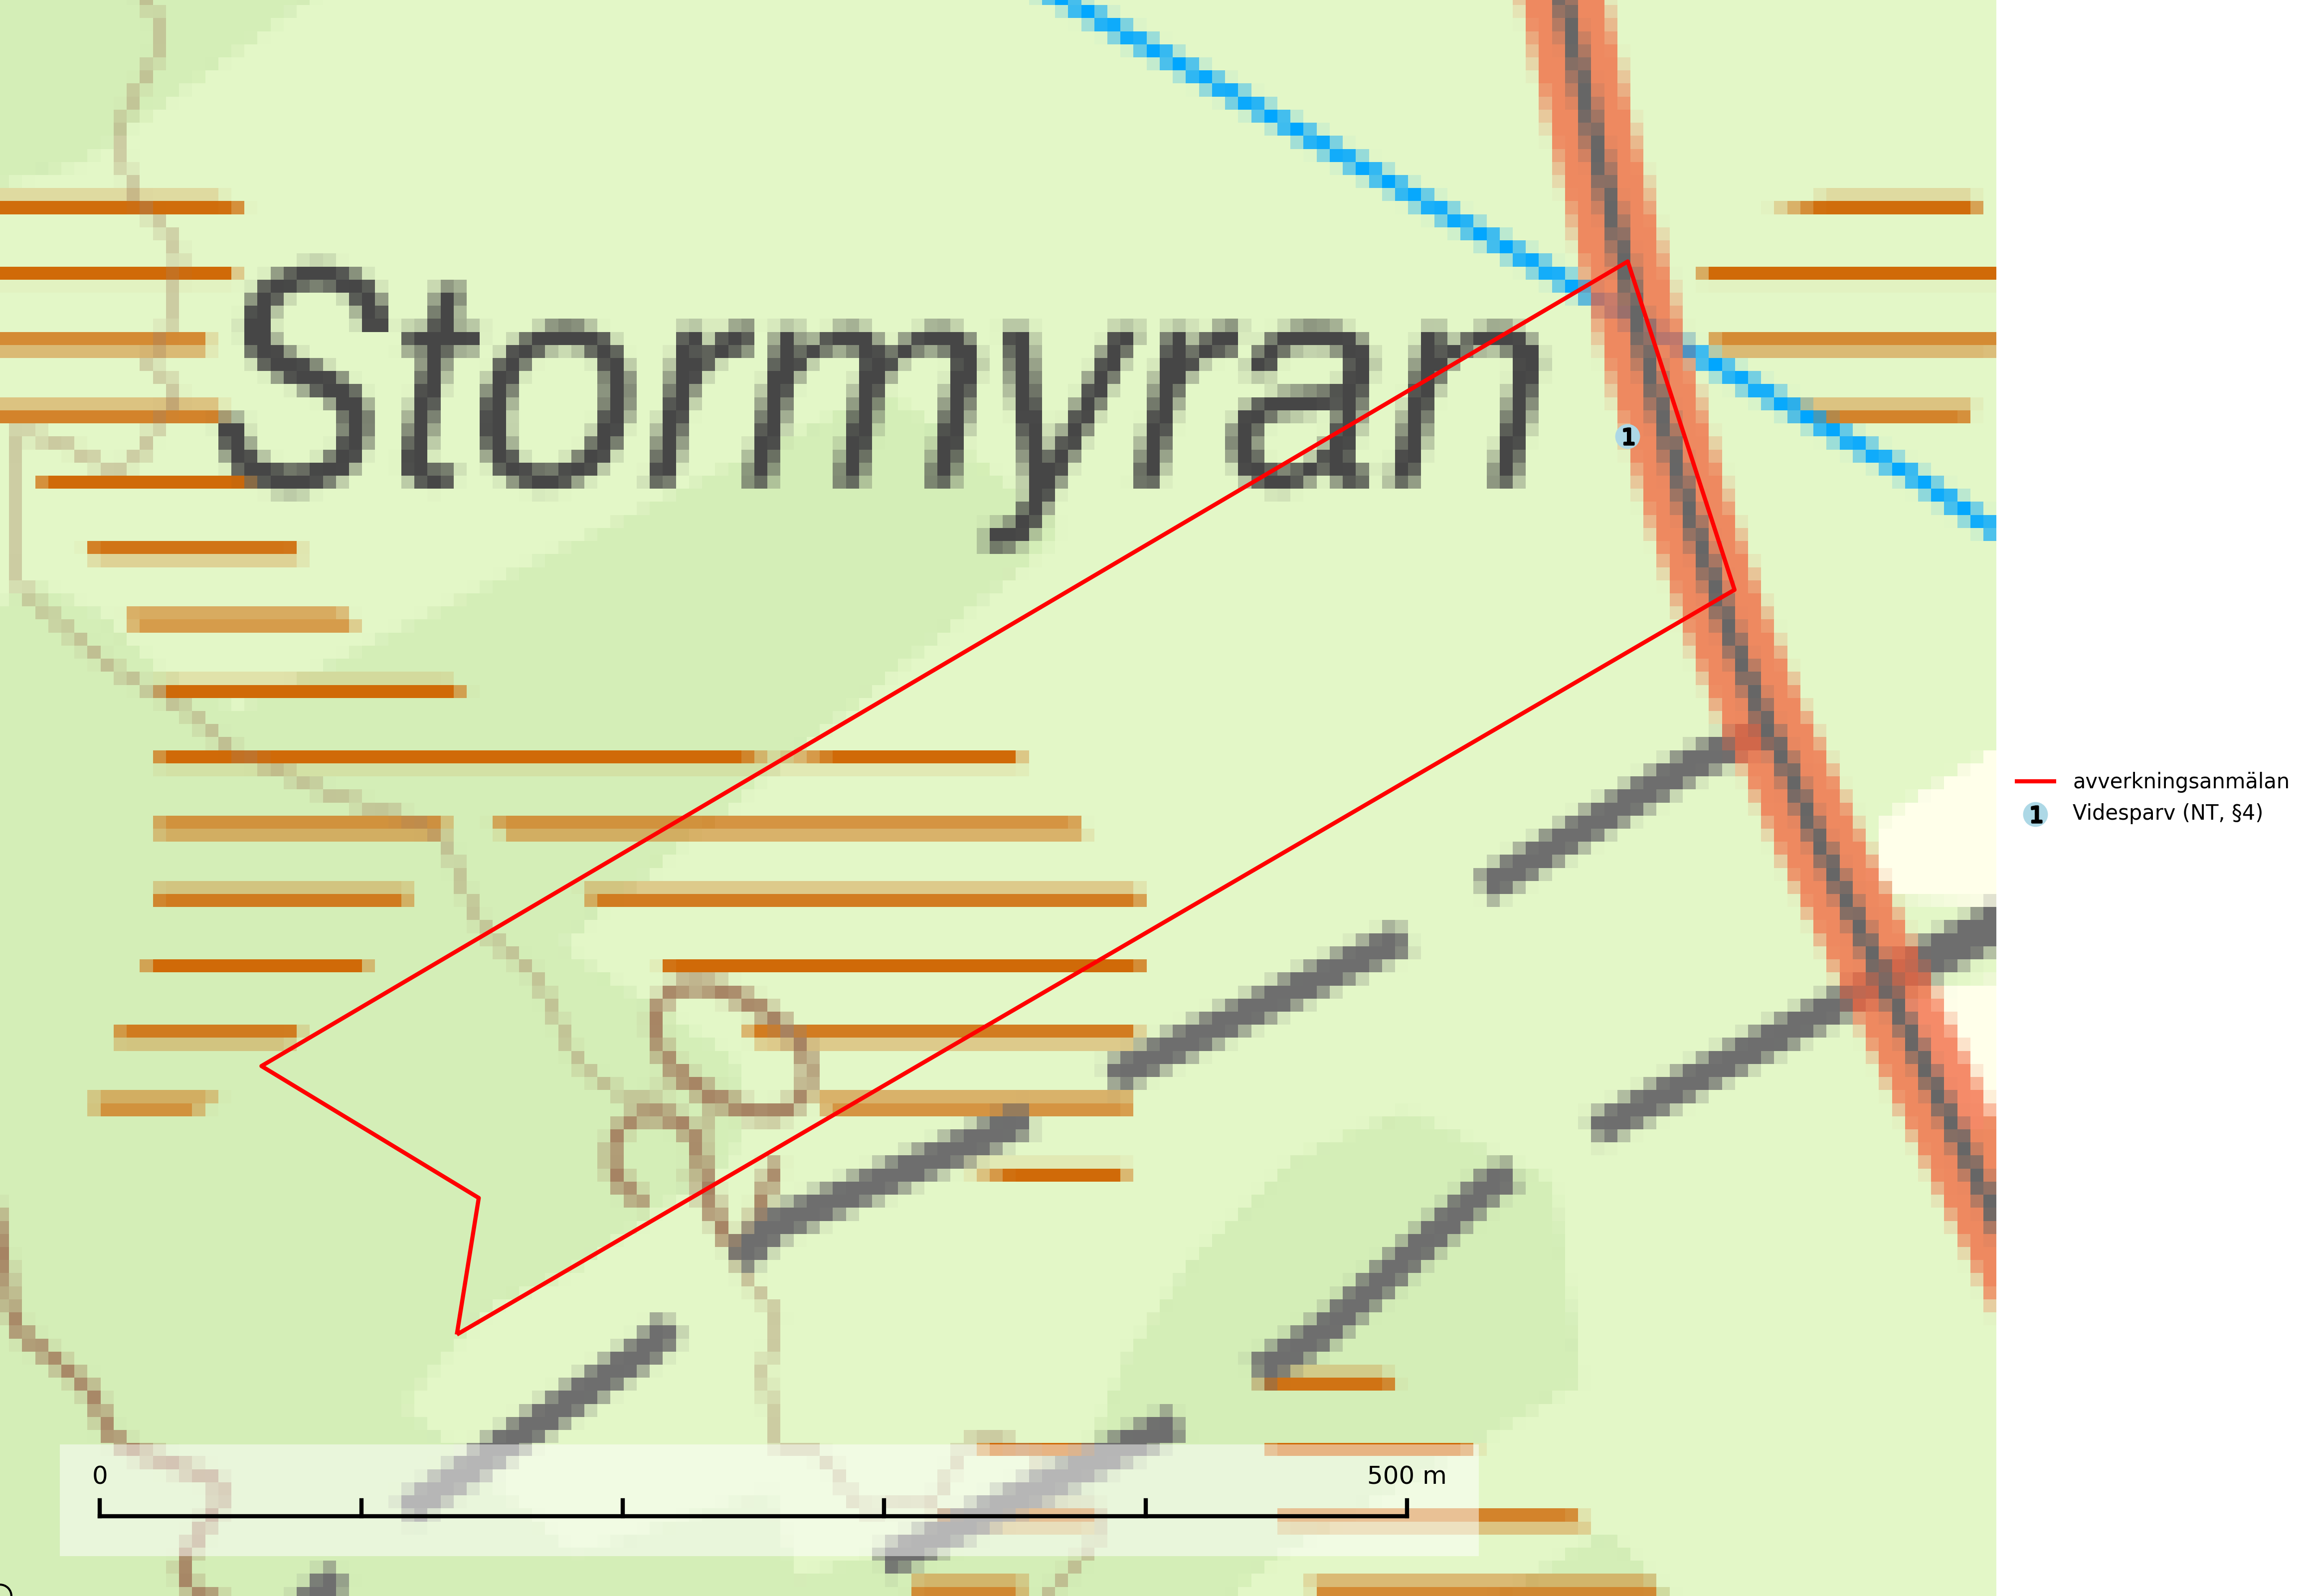 Stormyran
1
avverkningsanmälan
1 Videsparv (NT, §4)
0 500 m